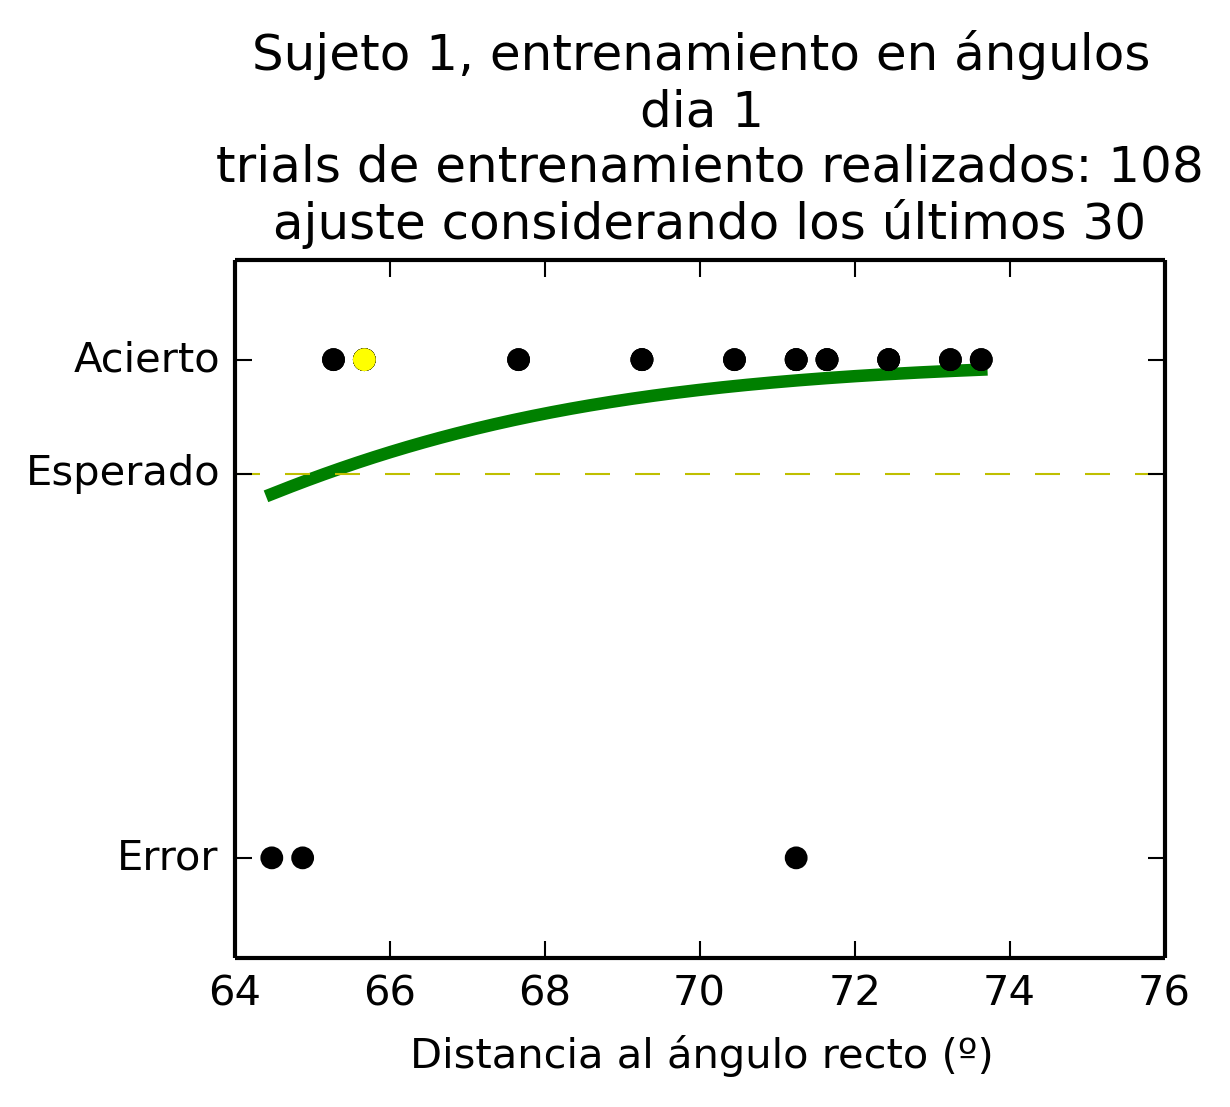 Sujeto 1, entrenamiento en ángulos
dia 1
trials de entrenamiento realizados: 108
ajuste considerando los últimos 30
Acierto
Esperado
Error
64 66 68 70 72 74 76
Distancia al ángulo recto (º)